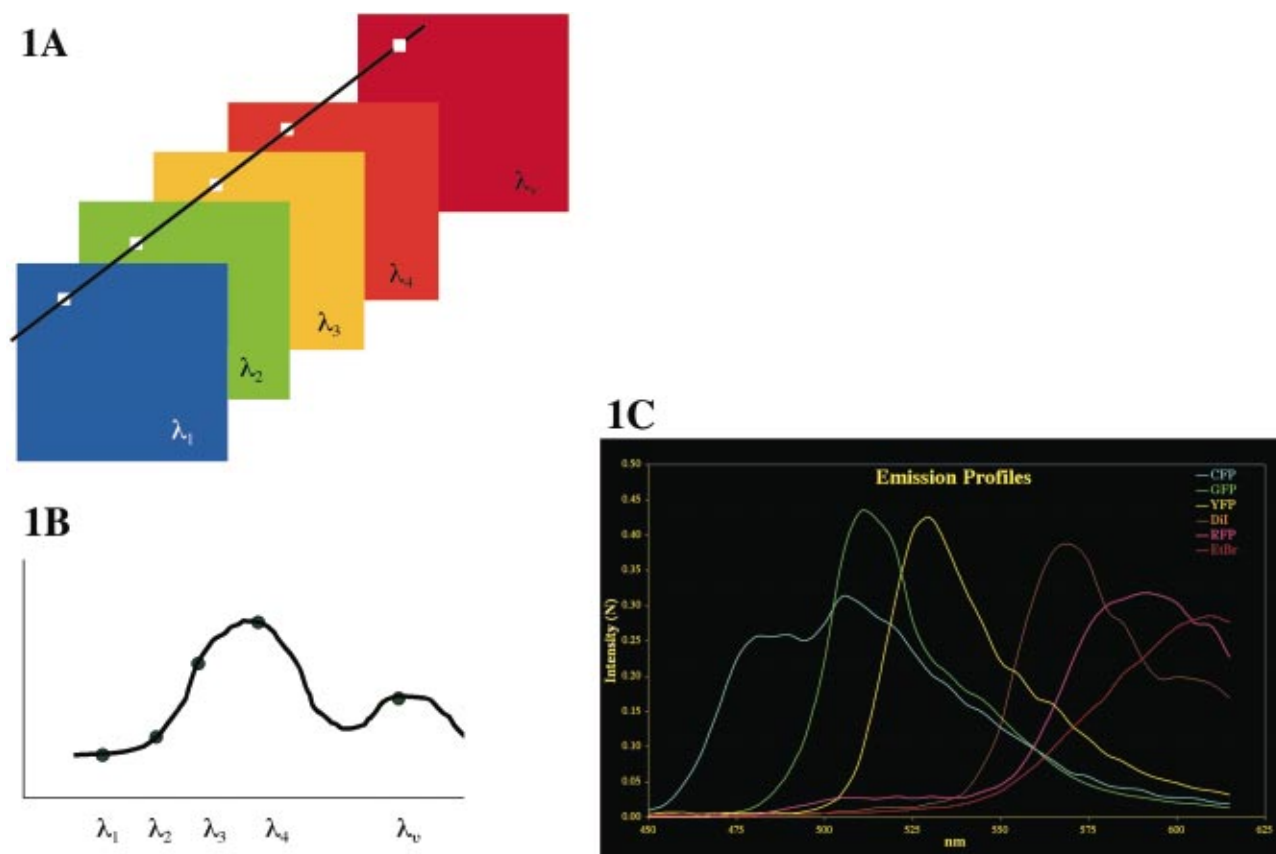 1A
λν
λ4
λ3
λ2
λ1
1B
λ1 λ2 λ3 λ4 λυ
1C
Emission Profiles
CFP
GFP
YFP
DiI
RFP
EtBr
Intensity (N)
0.50
0.45
0.40
0.35
0.30
0.25
0.20
0.15
0.10
0.05
0.00
450 475 500 525 550 575 600 625
nm